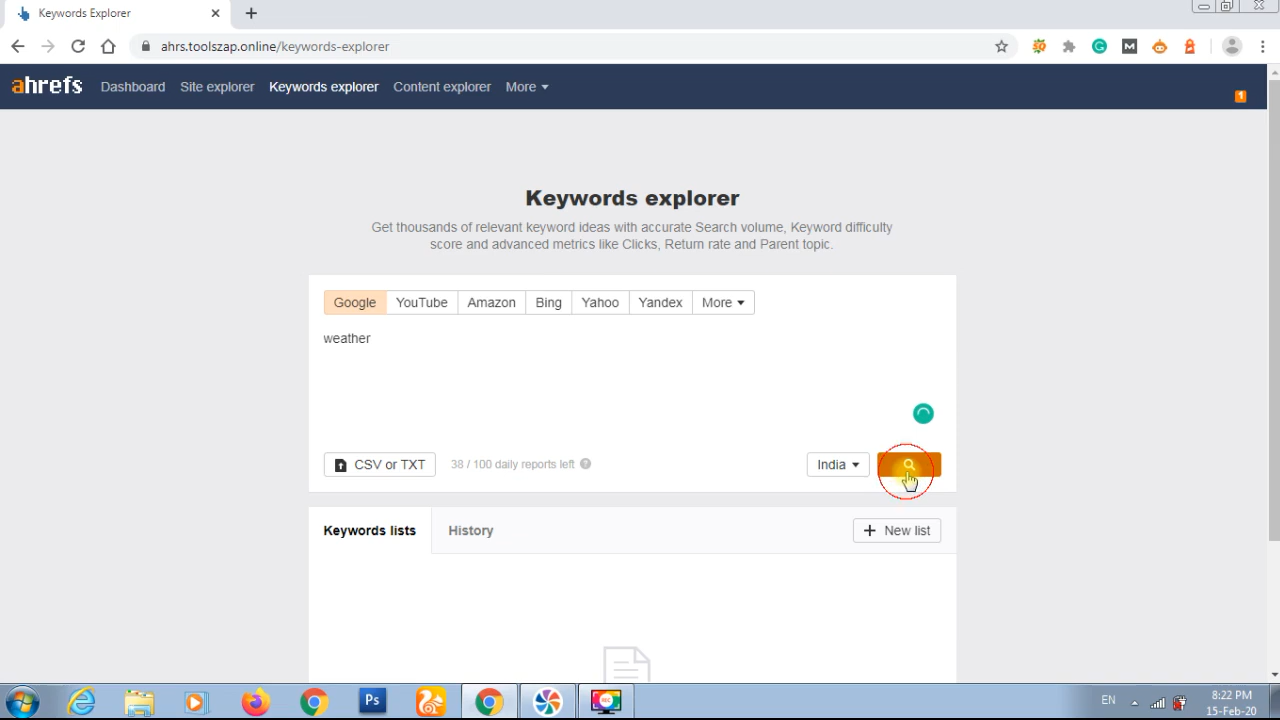 Keywords Explorer
ahrs.toolszap.online/keywords-explorer
ahrefs Dashboard Site explorer Keywords explorer Content explorer More
1
Keywords explorer
Get thousands of relevant keyword ideas with accurate Search volume, Keyword difficulty
score and advanced metrics like Clicks, Return rate and Parent topic.
Google YouTube Amazon Bing Yahoo Yandex More
weather
CSV or TXT 38 / 100 daily reports left ? India
Keywords lists History + New list
Ps EN 8:22 PM
15-Feb-20